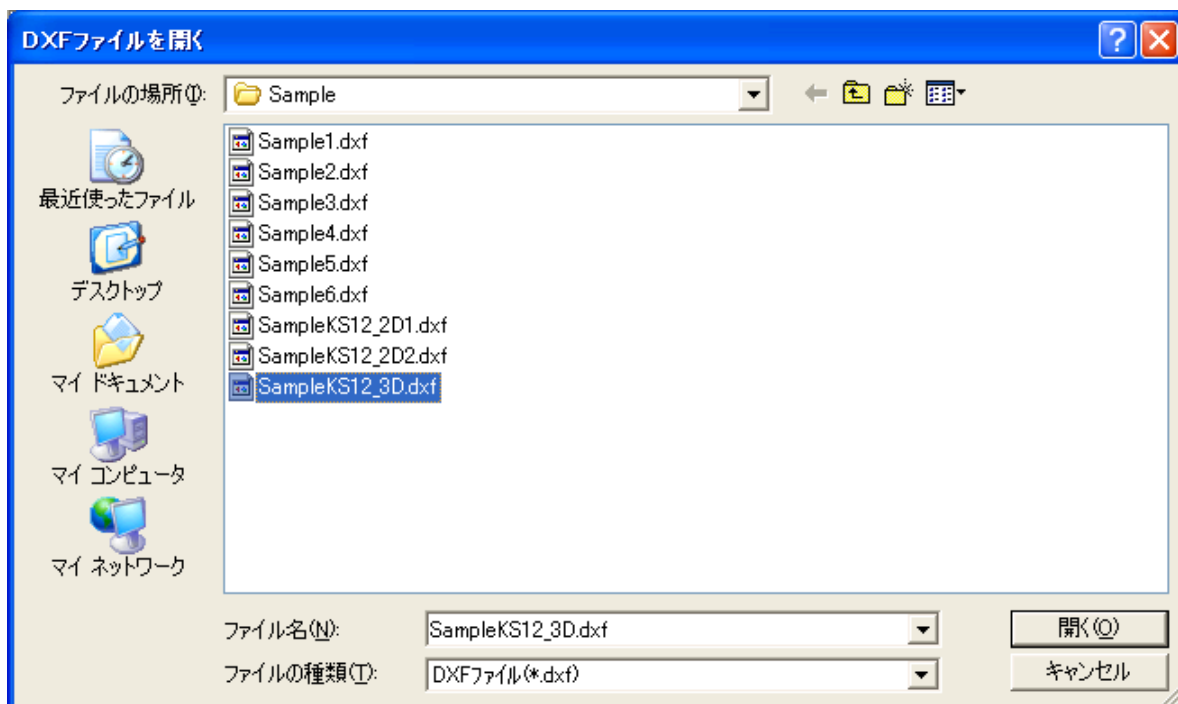 DXFファイルを開く
ファイルの場所(I):
Sample
最近使ったファイル
デスクトップ
マイ ドキュメント
マイ コンピュータ
マイ ネットワーク
Sample1.dxf
Sample2.dxf
Sample3.dxf
Sample4.dxf
Sample5.dxf
Sample6.dxf
SampleKS12_2D1.dxf
SampleKS12_2D2.dxf
SampleKS12_3D.dxf
ファイル名(N):
SampleKS12_3D.dxf
開く(O)
ファイルの種類(T):
DXFファイル(*.dxf)
キャンセル